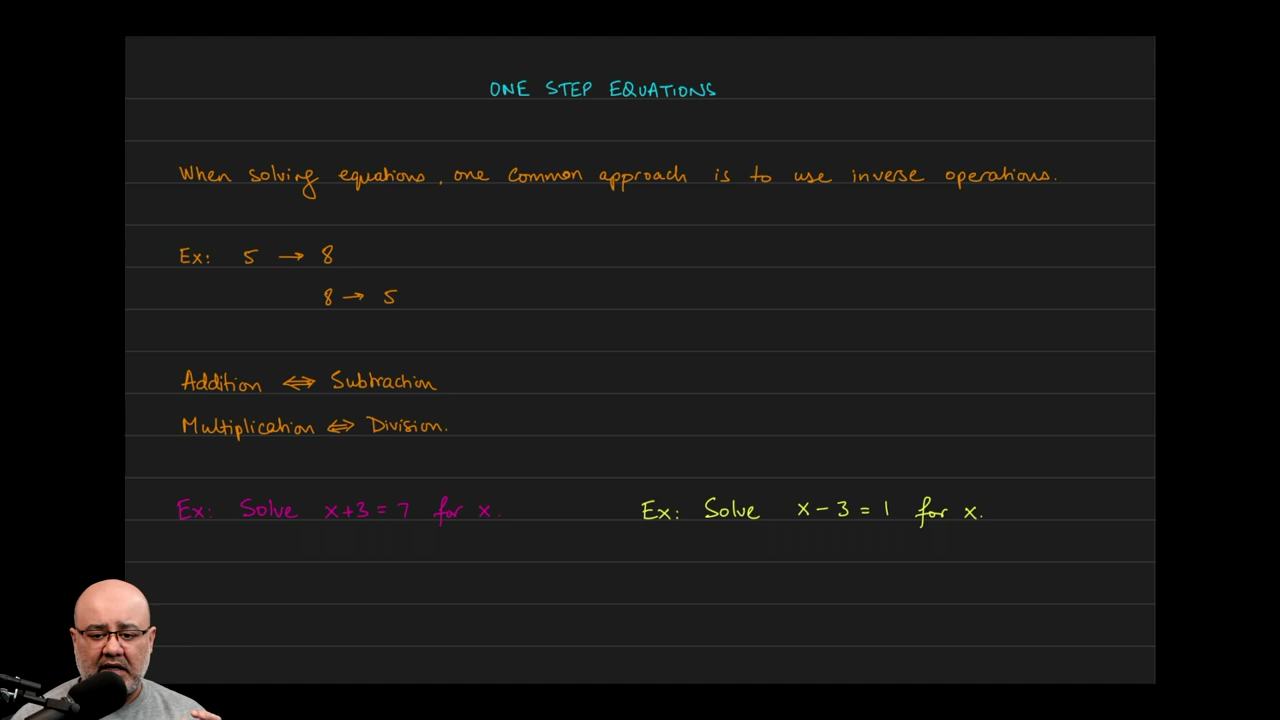 ONE STEP EQUATIONS
When solving equations, one common approach is to use inverse operations.
Ex: 5 → 8
8 → 5
Addition ⇔ Subtraction
Multiplication ⇔ Division.
Ex: Solve x+3=7 for x.
Ex: Solve x-3=1 for x.